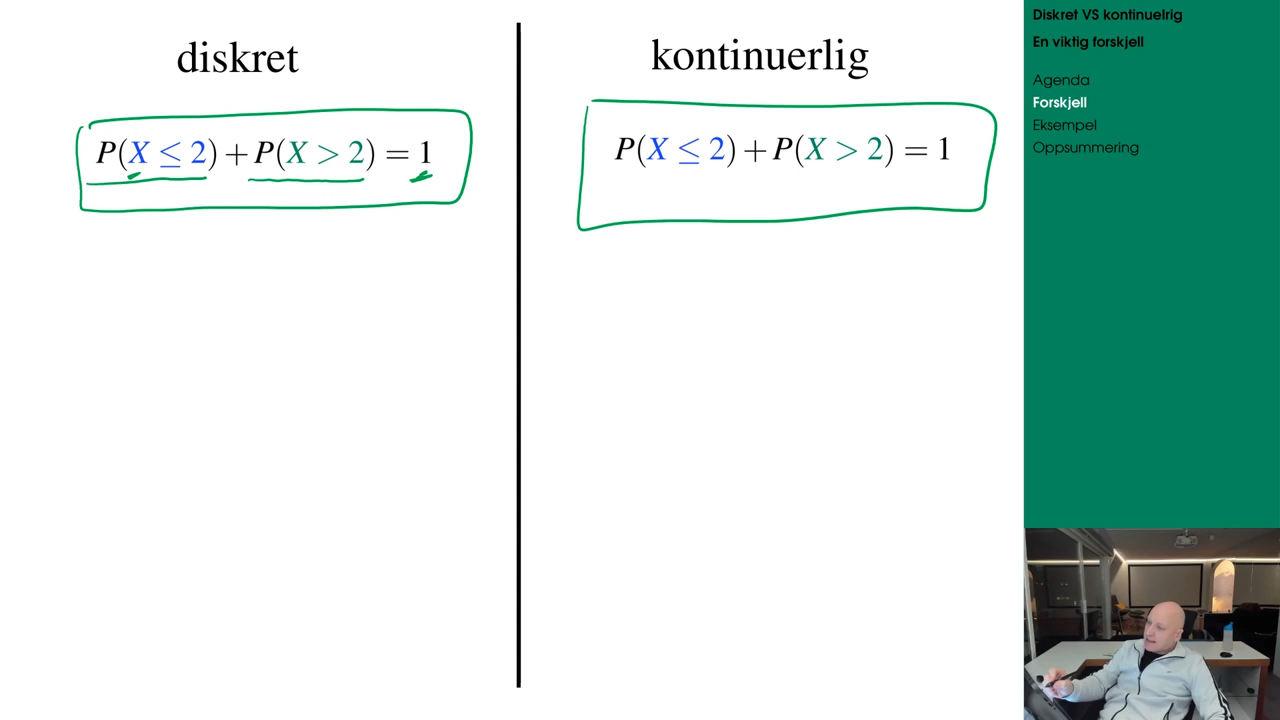 diskret
P(X ≤ 2) + P(X > 2) = 1
kontinuerlig
P(X ≤ 2) + P(X > 2) = 1
Diskret VS kontinuelrig
En viktig forskjell
Agenda
Forskjell
Eksempel
Oppsummering